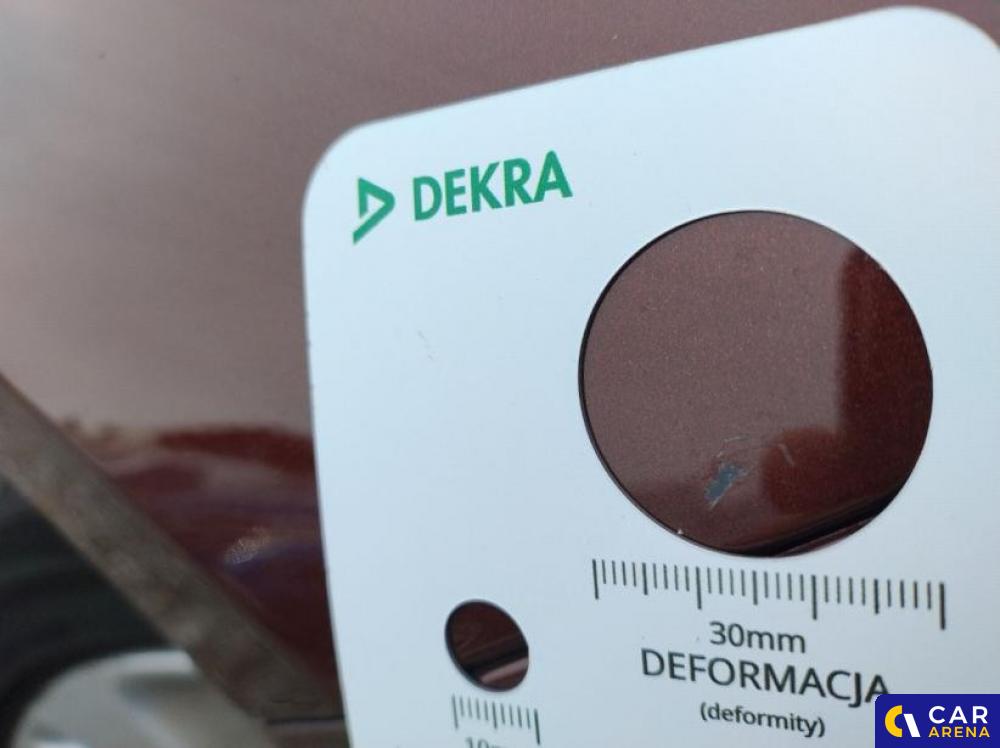 DEKRA
30mm
DEFORMACJA
(deformity)
CAR
ARENA